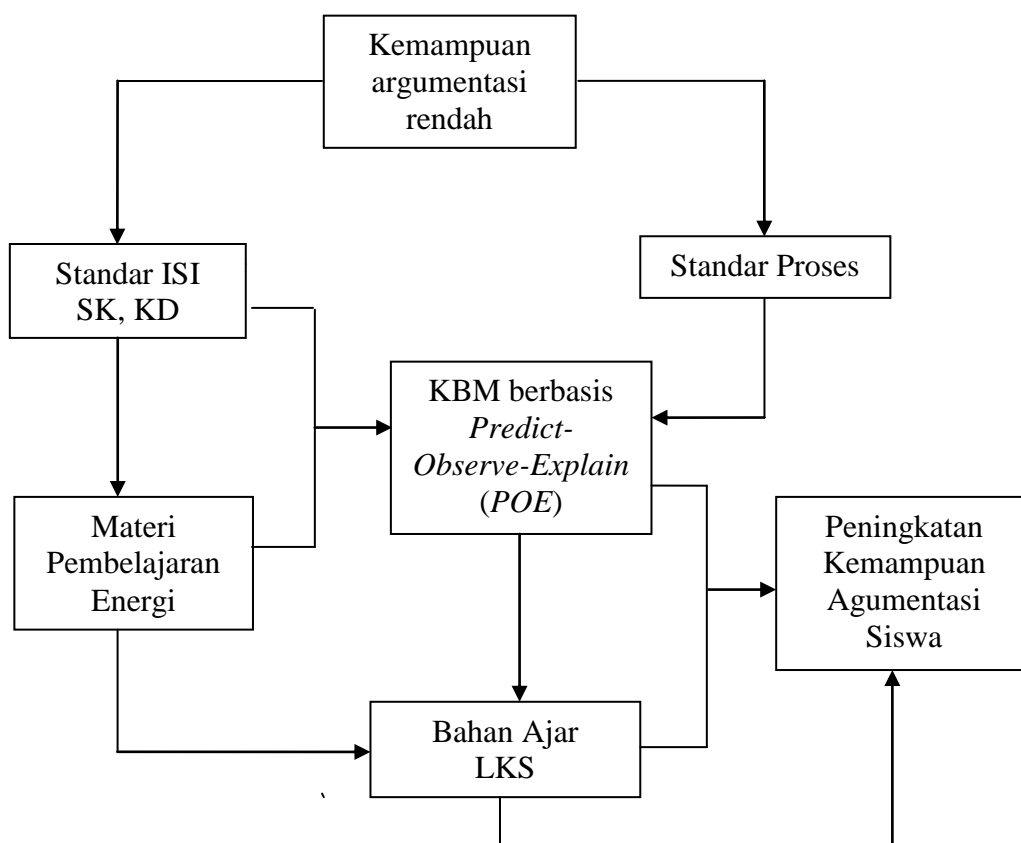 Kemampuan
argumentasi
rendah
Standar ISI
SK, KD
Standar Proses
KBM berbasis
Predict-
Observe-Explain
(POE)
Materi
Pembelajaran
Energi
Peningkatan
Kemampuan
Agumentasi
Siswa
Bahan Ajar
LKS